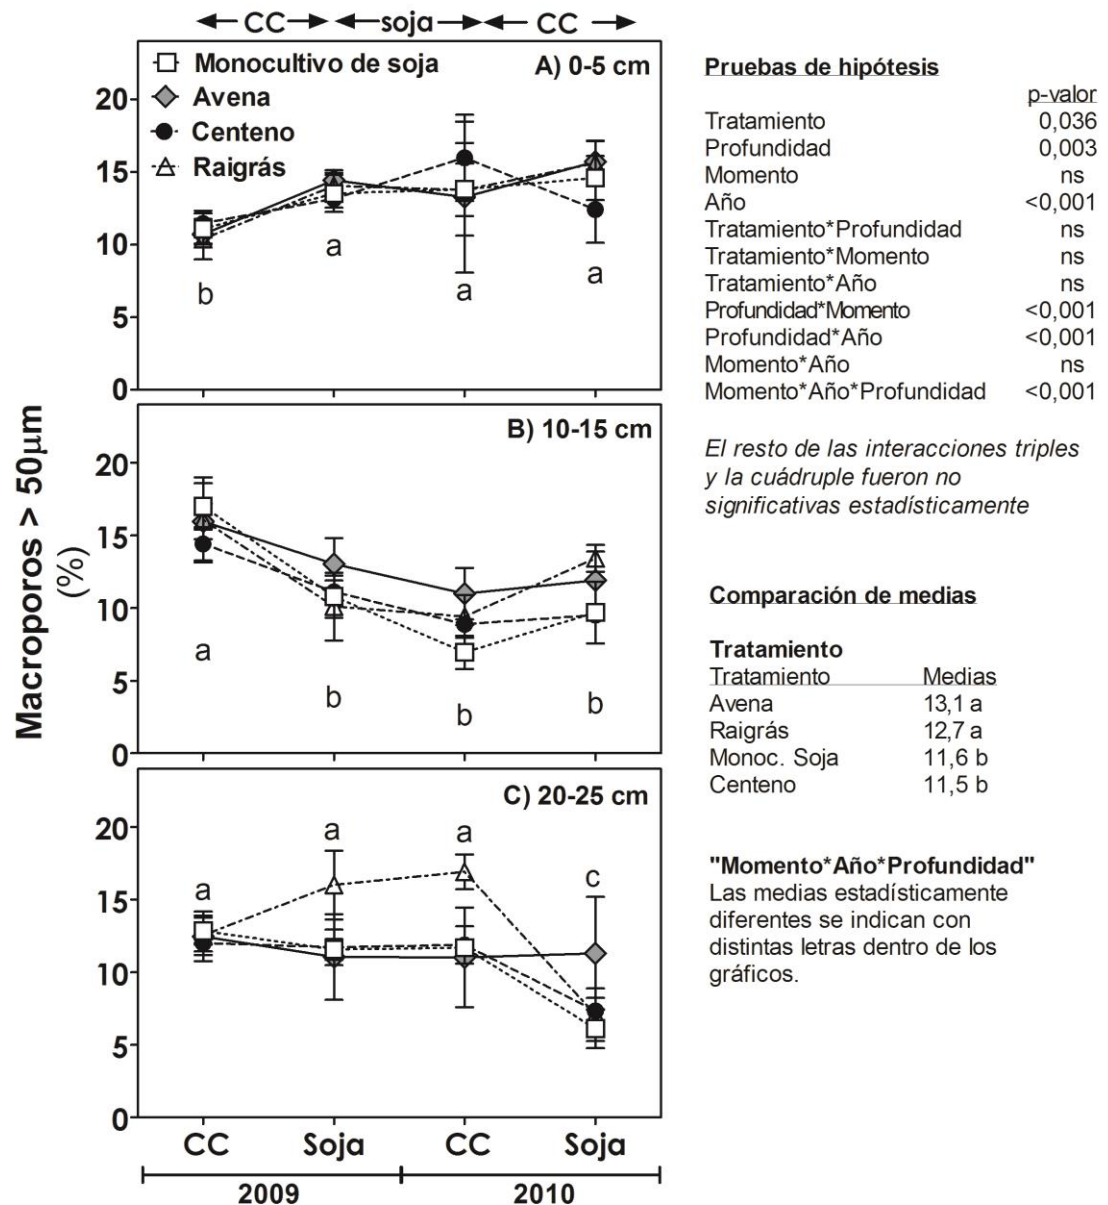 CC soja CC
Monocultivo de soja
Avena
Centeno
Raigrás
A) 0-5 cm
20
15
10
5
0
b
a
a
a
B) 10-15 cm
20
15
10
5
0
a
b
b
b
C) 20-25 cm
20
15
10
5
0
a
a
a
c
Macroporos > 50µm
(%)
CC Soja CC Soja
2009 2010
Pruebas de hipótesis
p-valor
Tratamiento 0,036
Profundidad 0,003
Momento ns
Año <0,001
Tratamiento*Profundidad ns
Tratamiento*Momento ns
Tratamiento*Año ns
Profundidad*Momento <0,001
Profundidad*Año <0,001
Momento*Año ns
Momento*Año*Profundidad <0,001
El resto de las interacciones triples
y la cuádruple fueron no
significativas estadísticamente
Comparación de medias
Tratamiento
Tratamiento Medias
Avena 13,1 a
Raigrás 12,7 a
Monoc. Soja 11,6 b
Centeno 11,5 b
"Momento*Año*Profundidad"
Las medias estadísticamente
diferentes se indican con
distintas letras dentro de los
gráficos.